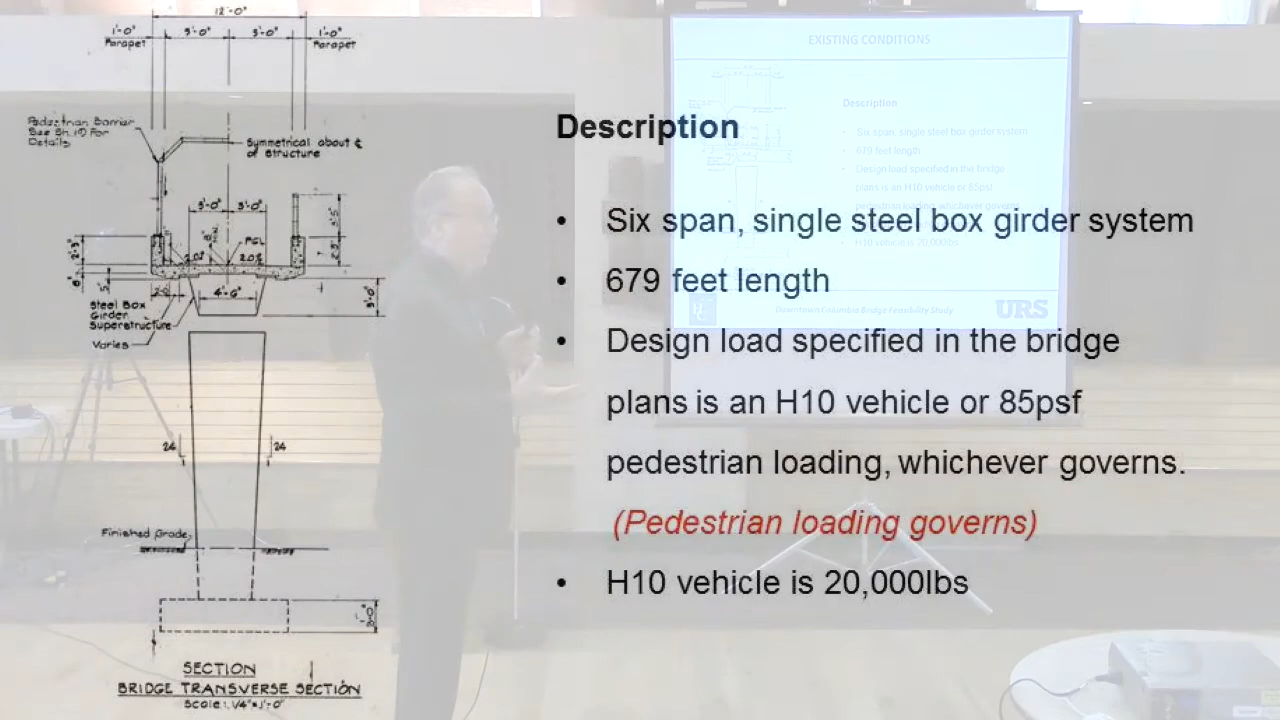 12'-0"
1'-0"
5'-0"
5'-0"
1'-0"
Parapet
Parapet
Pedestrian Barrier
See Sh. 19 For
Details
Symmetrical about ℄
of Structure
3'-0"
3'-0"
PGL
2.0%
2.0%
4'-6"
3'-0"
Steel Box
Girder
Superstructure
Varies
24
24
Finished Grade
SECTION
BRIDGE TRANSVERSE SECTION
Scale: 1/4"=1'-0"
Description
• Six span, single steel box girder system
• 679 feet length
• Design load specified in the bridge
plans is an H10 vehicle or 85psf
pedestrian loading, whichever governs.
(Pedestrian loading governs)
• H10 vehicle is 20,000lbs
EXISTING CONDITIONS
Description
• Six span, single steel box girder system
• 679 feet length
• Design load specified in the bridge
plans is an H10 vehicle or 85psf
pedestrian loading, whichever governs.
• H10 vehicle is 20,000lbs
Downtown Columbia Bridge Feasibility Study
URS